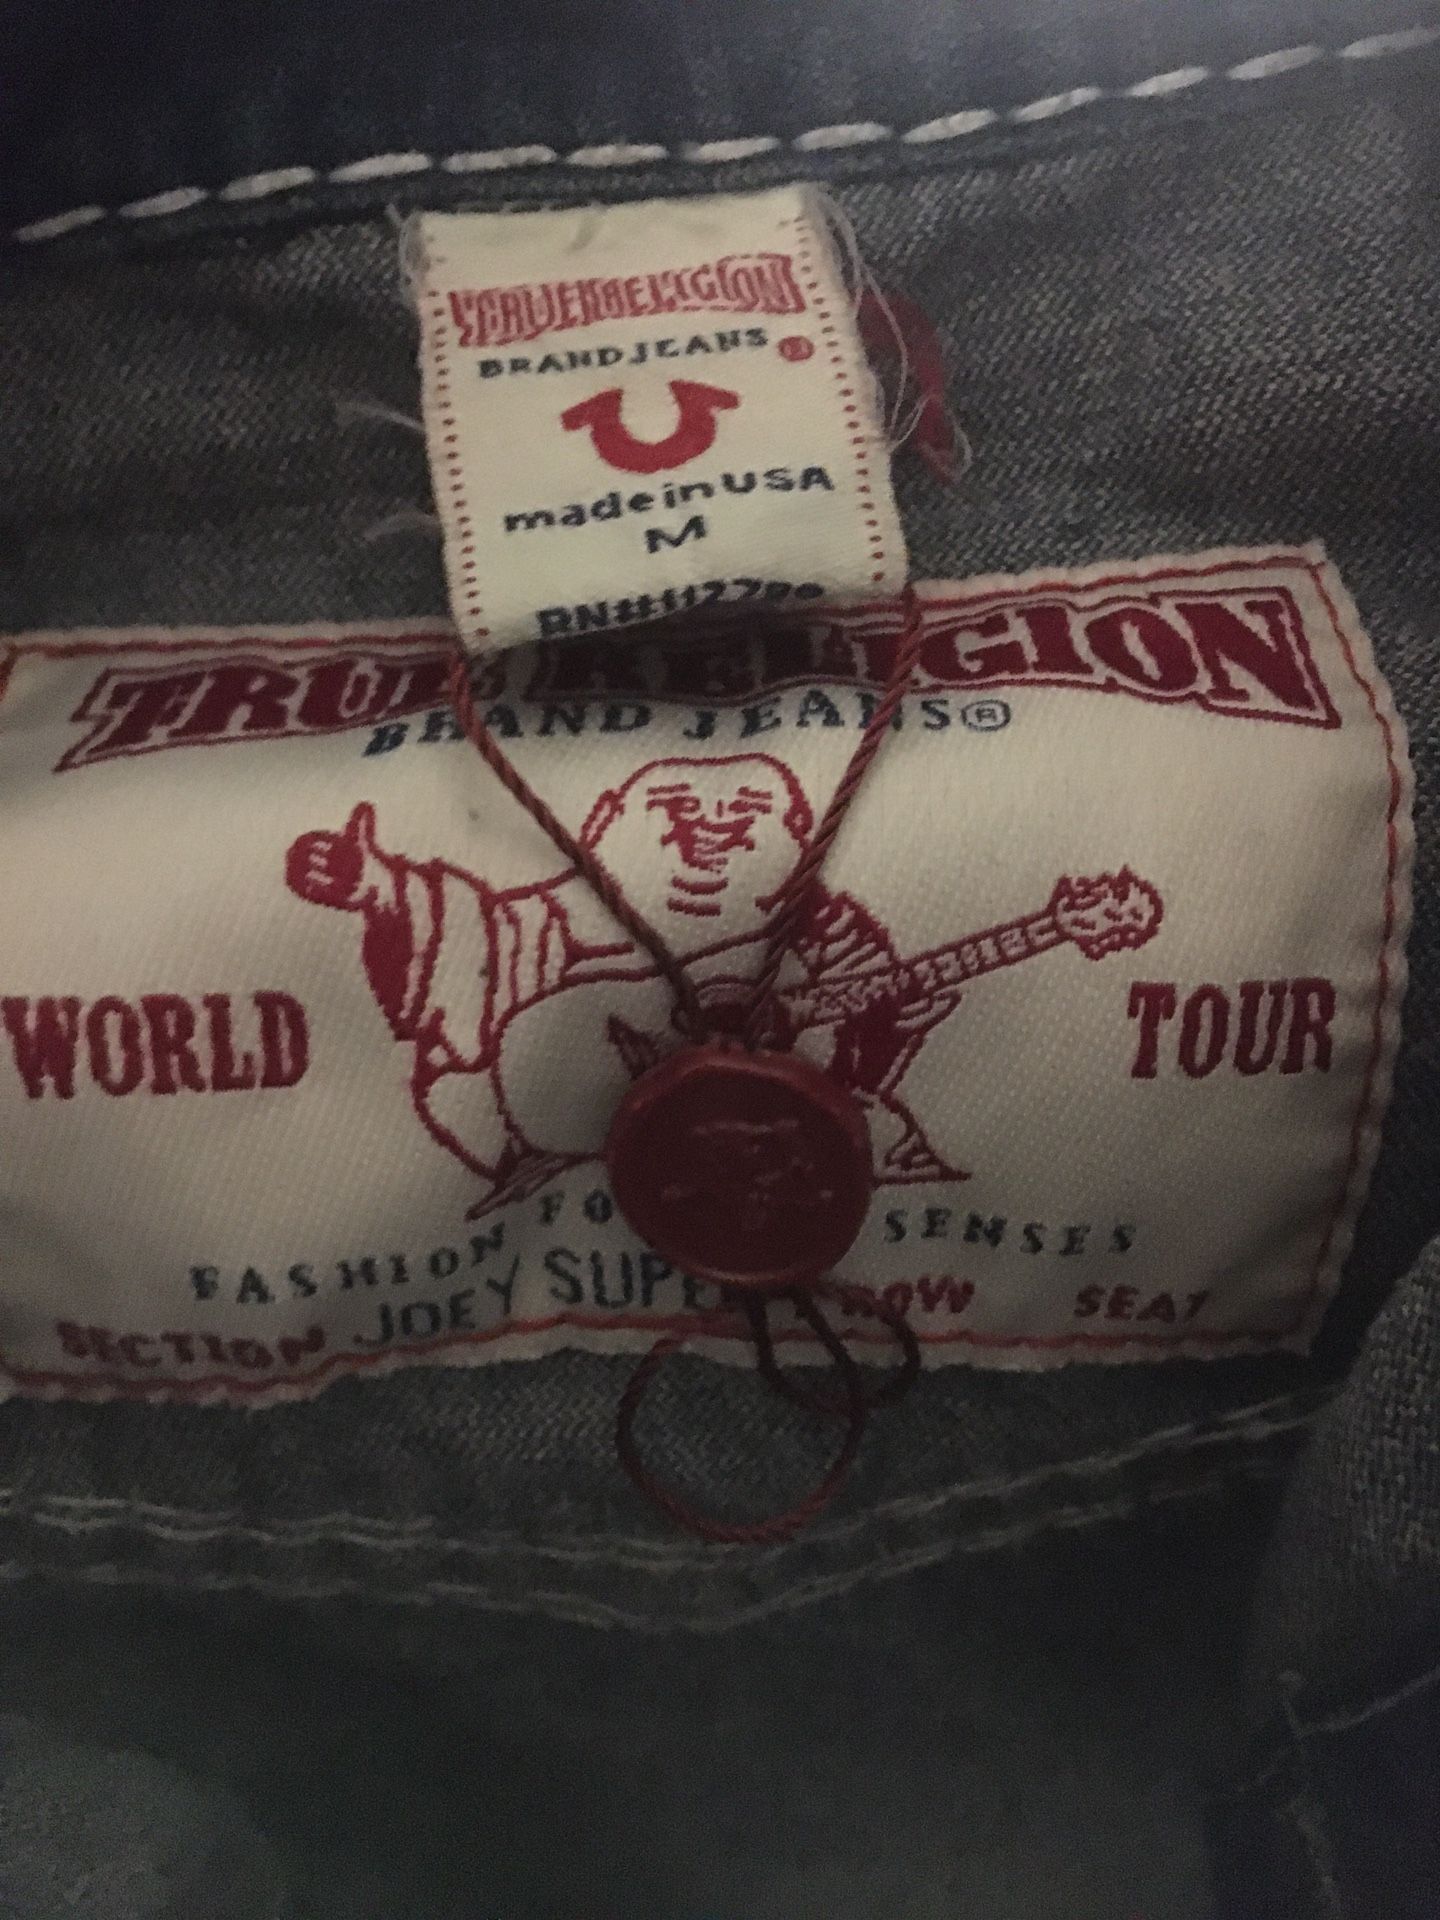 TRUE RELIGION
BRAND JEANS
made in USA
M
TRUE RELIGION
BRAND JEANS®
WORLD TOUR
FASHION SENSES
SECTION JOEY ROW SEAT